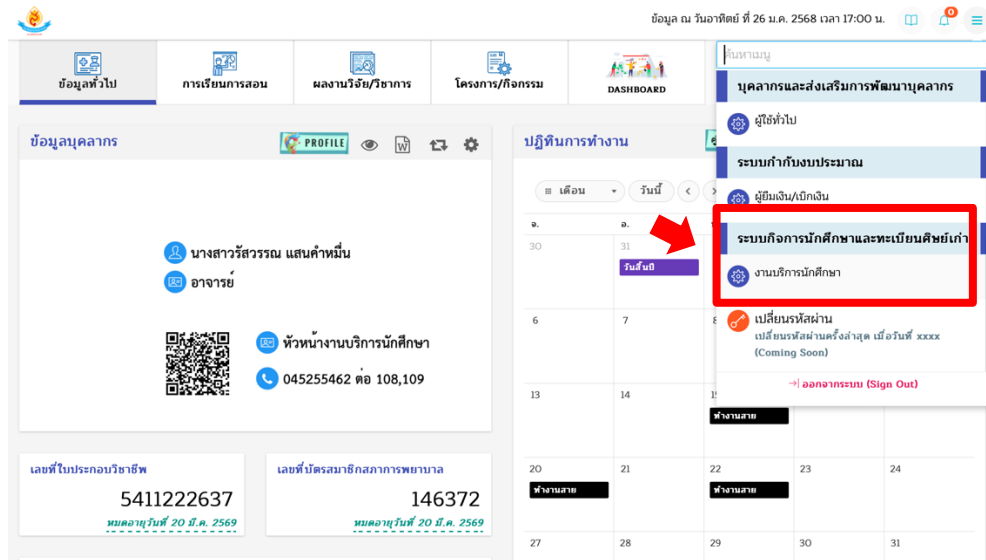 ข้อมูล ณ วันอาทิตย์ ที่ 26 ม.ค. 2568 เวลา 17:00 น.
0
ข้อมูลทั่วไป
การเรียนการสอน
ผลงานวิจัย/วิชาการ
โครงการ/กิจกรรม
DASHBOARD
ค้นหาเมนู
บุคลากรและส่งเสริมการพัฒนาบุคลากร
ผู้ใช้ทั่วไป
ระบบกำกับงบประมาณ
ผู้ยืมเงิน/เบิกเงิน
ระบบกิจการนักศึกษาและทะเบียนศิษย์เก่า
งานบริการนักศึกษา
เปลี่ยนรหัสผ่าน
เปลี่ยนรหัสผ่านครั้งล่าสุด เมื่อวันที่ xxxx
(Coming Soon)
ออกจากระบบ (Sign Out)
ข้อมูลบุคลากร
PROFILE
นางสาวรัสวรรณ แสนคำหมื่น
อาจารย์
หัวหน้างานบริการนักศึกษา
045255462 ต่อ 108,109
เลขที่ใบประกอบวิชาชีพ
5411222637
หมดอายุวันที่ 20 มี.ค. 2569
เลขที่บัตรสมาชิกสภาการพยาบาล
146372
หมดอายุวันที่ 20 มี.ค. 2569
ปฏิทินการทำงาน
เดือน
วันนี้
จ. อ.
30 31
วันสิ้นปี
6 7 8
13 14
ทำงานสาย
20 21 22 23 24
ทำงานสาย ทำงานสาย
27 28 29 30 31